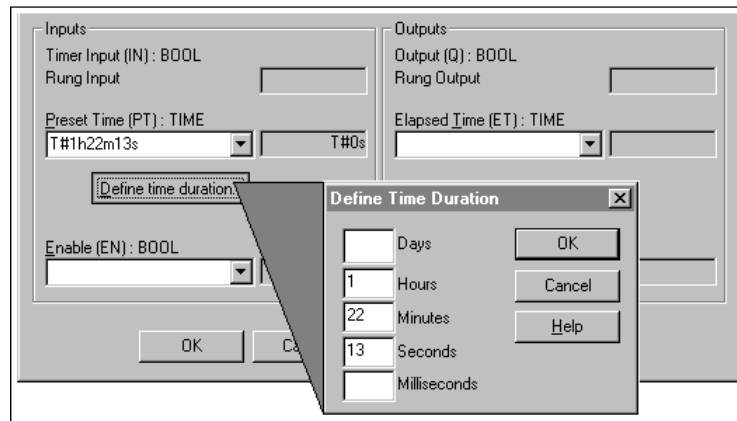 Inputs
Timer Input (IN) : BOOL
Rung Input
Preset Time (PT) : TIME
T#1h22m13s
T#0s
Define time duration.
Enable (EN) : BOOL
OK
Outputs
Output (Q) : BOOL
Rung Output
Elapsed Time (ET) : TIME
Define Time Duration
Days
OK
1 Hours
Cancel
22 Minutes
Help
13 Seconds
Milliseconds